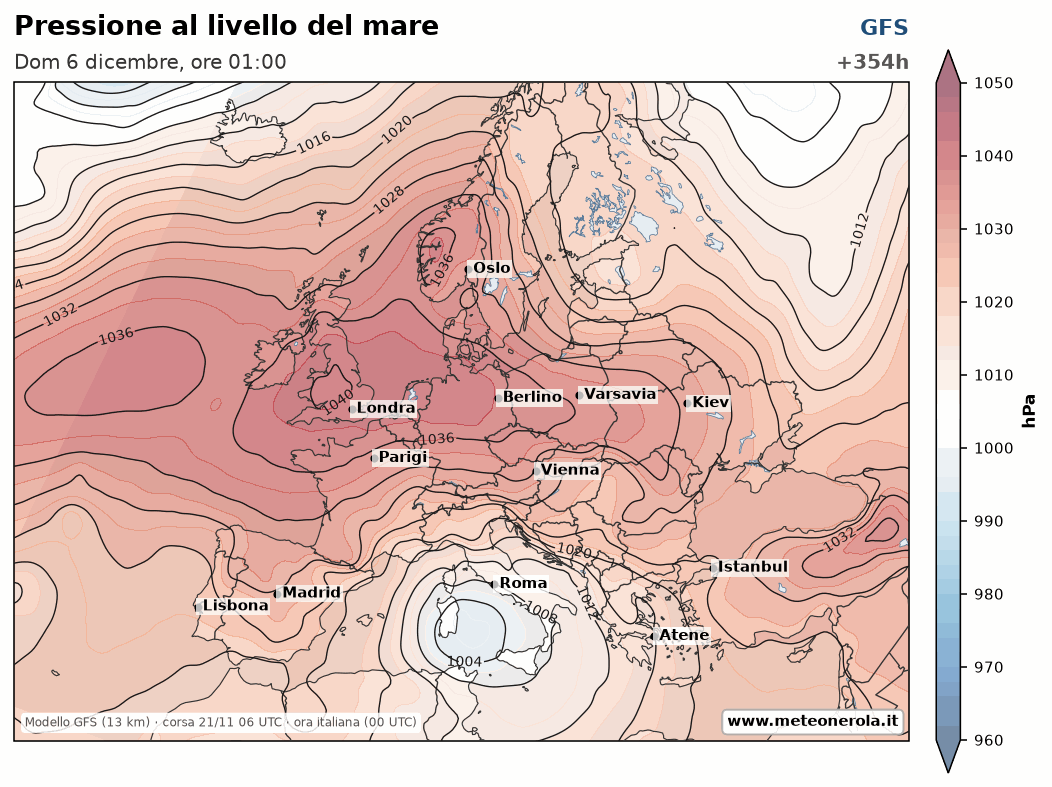 Pressione al livello del mare
GFS
Dom 6 dicembre, ore 01:00
+354h
1050
1040
1030
1020
1010
1000
990
980
970
960
hPa
1016
1020
1028
1012
1036
Oslo
4
1032
1036
1040
Londra
Berlino
Varsavia
Kiev
1036
Parigi
Vienna
1032
1020
Istanbul
Roma
Madrid
Lisbona
1008
Atene
1004
Modello GFS (13 km) · corsa 21/11 06 UTC · ora italiana (00 UTC)
www.meteonerola.it